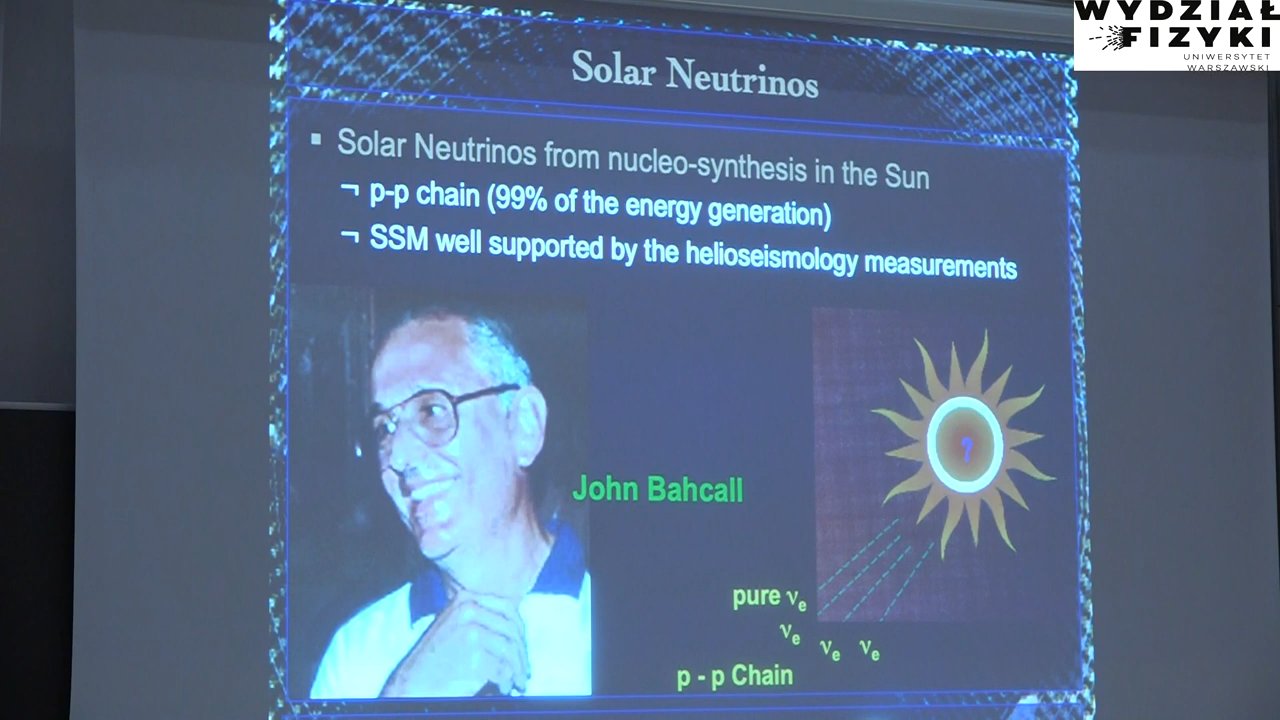 WYDZIAŁ
FIZYKI
UNIWERSYTET
WARSZAWSKI
Solar Neutrinos
▪ Solar Neutrinos from nucleo-synthesis in the Sun
¬ p-p chain (99% of the energy generation)
¬ SSM well supported by the helioseismology measurements
?
John Bahcall
pure νe
νe νe νe
p - p Chain